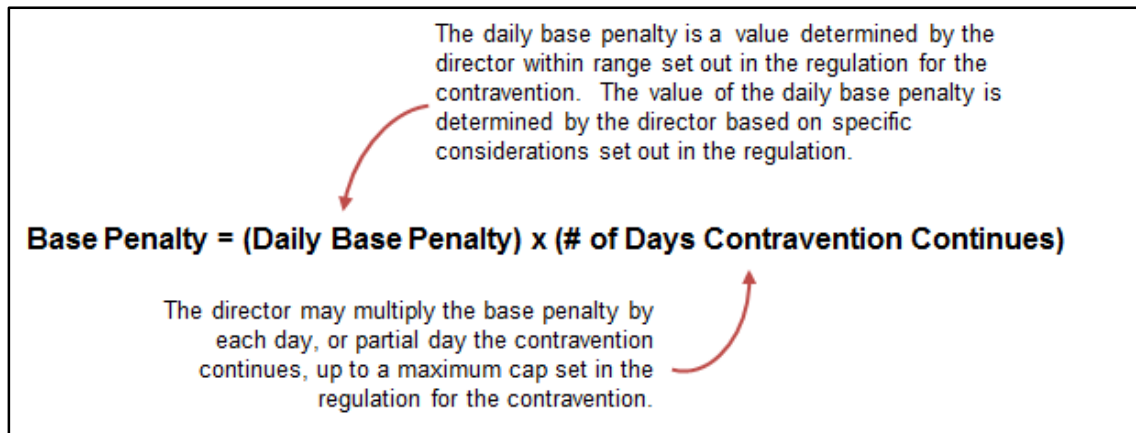 The daily base penalty is a value determined by the
director within range set out in the regulation for the
contravention. The value of the daily base penalty is
determined by the director based on specific
considerations set out in the regulation.
Base Penalty = (Daily Base Penalty) x (# of Days Contravention Continues)
The director may multiply the base penalty by
each day, or partial day the contravention
continues, up to a maximum cap set in the
regulation for the contravention.